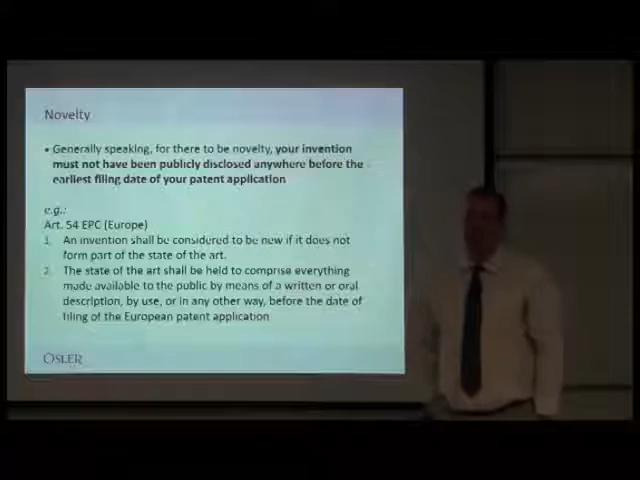 Novelty
• Generally speaking, for there to be novelty, your invention
must not have been publicly disclosed anywhere before the
earliest filing date of your patent application
e.g.:
Art. 54 EPC (Europe)
1. An invention shall be considered to be new if it does not
form part of the state of the art.
2. The state of the art shall be held to comprise everything
made available to the public by means of a written or oral
description, by use, or in any other way, before the date of
filing of the European patent application
OSLER